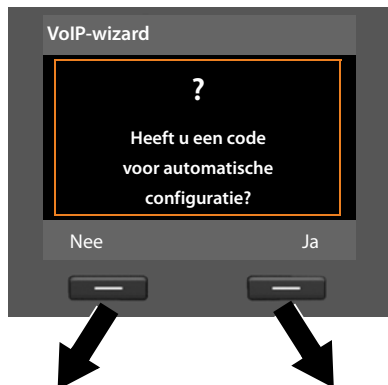 VoIP-wizard
?
Heeft u een code
voor automatische
configuratie?
Nee Ja